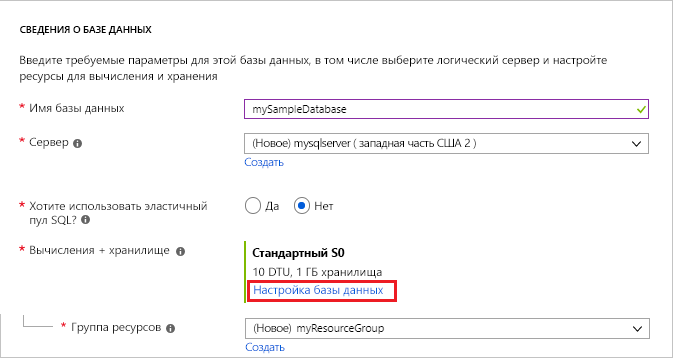 СВЕДЕНИЯ О БАЗЕ ДАННЫХ
Введите требуемые параметры для этой базы данных, в том числе выберите логический сервер и настройте
ресурсы для вычисления и хранения
* Имя базы данных mySampleDatabase
* Сервер (Новое) mysqlserver ( западная часть США 2 )
Создать
* Хотите использовать эластичный
пул SQL? Да Нет
* Вычисления + хранилище Стандартный S0
10 DTU, 1 ГБ хранилища
Настройка базы данных
* Группа ресурсов (Новое) myResourceGroup
Создать